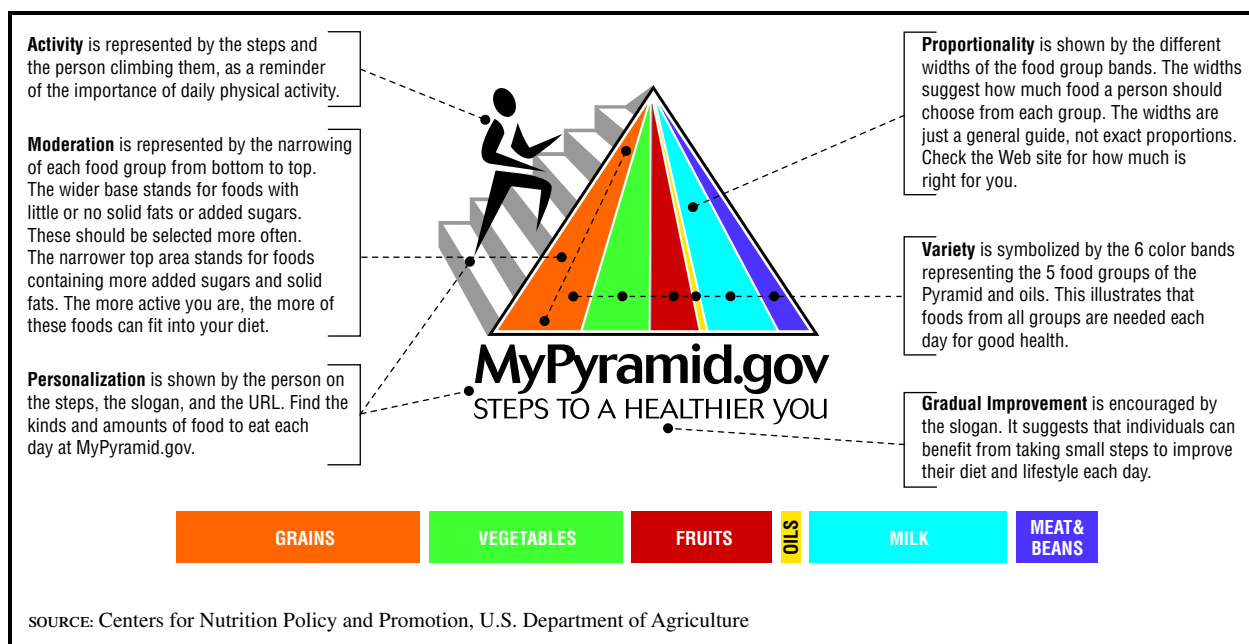 Activity is represented by the steps and
the person climbing them, as a reminder
of the importance of daily physical activity.
Moderation is represented by the narrowing
of each food group from bottom to top.
The wider base stands for foods with
little or no solid fats or added sugars.
These should be selected more often.
The narrower top area stands for foods
containing more added sugars and solid
fats. The more active you are, the more of
these foods can fit into your diet.
Personalization is shown by the person on
the steps, the slogan, and the URL. Find the
kinds and amounts of food to eat each
day at MyPyramid.gov.
Proportionality is shown by the different
widths of the food group bands. The widths
suggest how much food a person should
choose from each group. The widths are
just a general guide, not exact proportions.
Check the Web site for how much is
right for you.
Variety is symbolized by the 6 color bands
representing the 5 food groups of the
Pyramid and oils. This illustrates that
foods from all groups are needed each
day for good health.
Gradual Improvement is encouraged by
the slogan. It suggests that individuals can
benefit from taking small steps to improve
their diet and lifestyle each day.
MyPyramid.gov
STEPS TO A HEALTHIER YOU
GRAINS
VEGETABLES
FRUITS
OILS
MILK
MEAT&
BEANS
SOURCE: Centers for Nutrition Policy and Promotion, U.S. Department of Agriculture